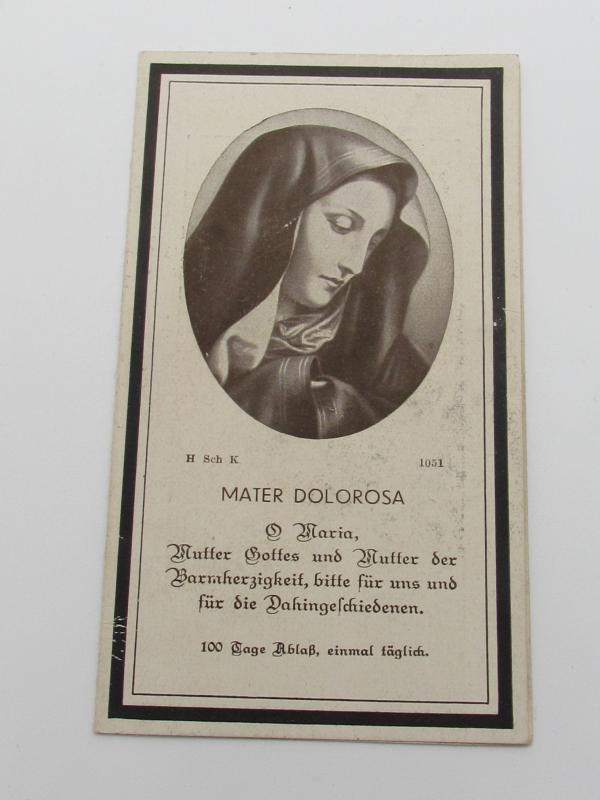 H Sch K 1051
MATER DOLOROSA
O Maria,
Mutter Gottes und Mutter der
Barmherzigkeit, bitte für uns und
für die Dahingeschiedenen.
100 Tage Ablaß, einmal täglich.